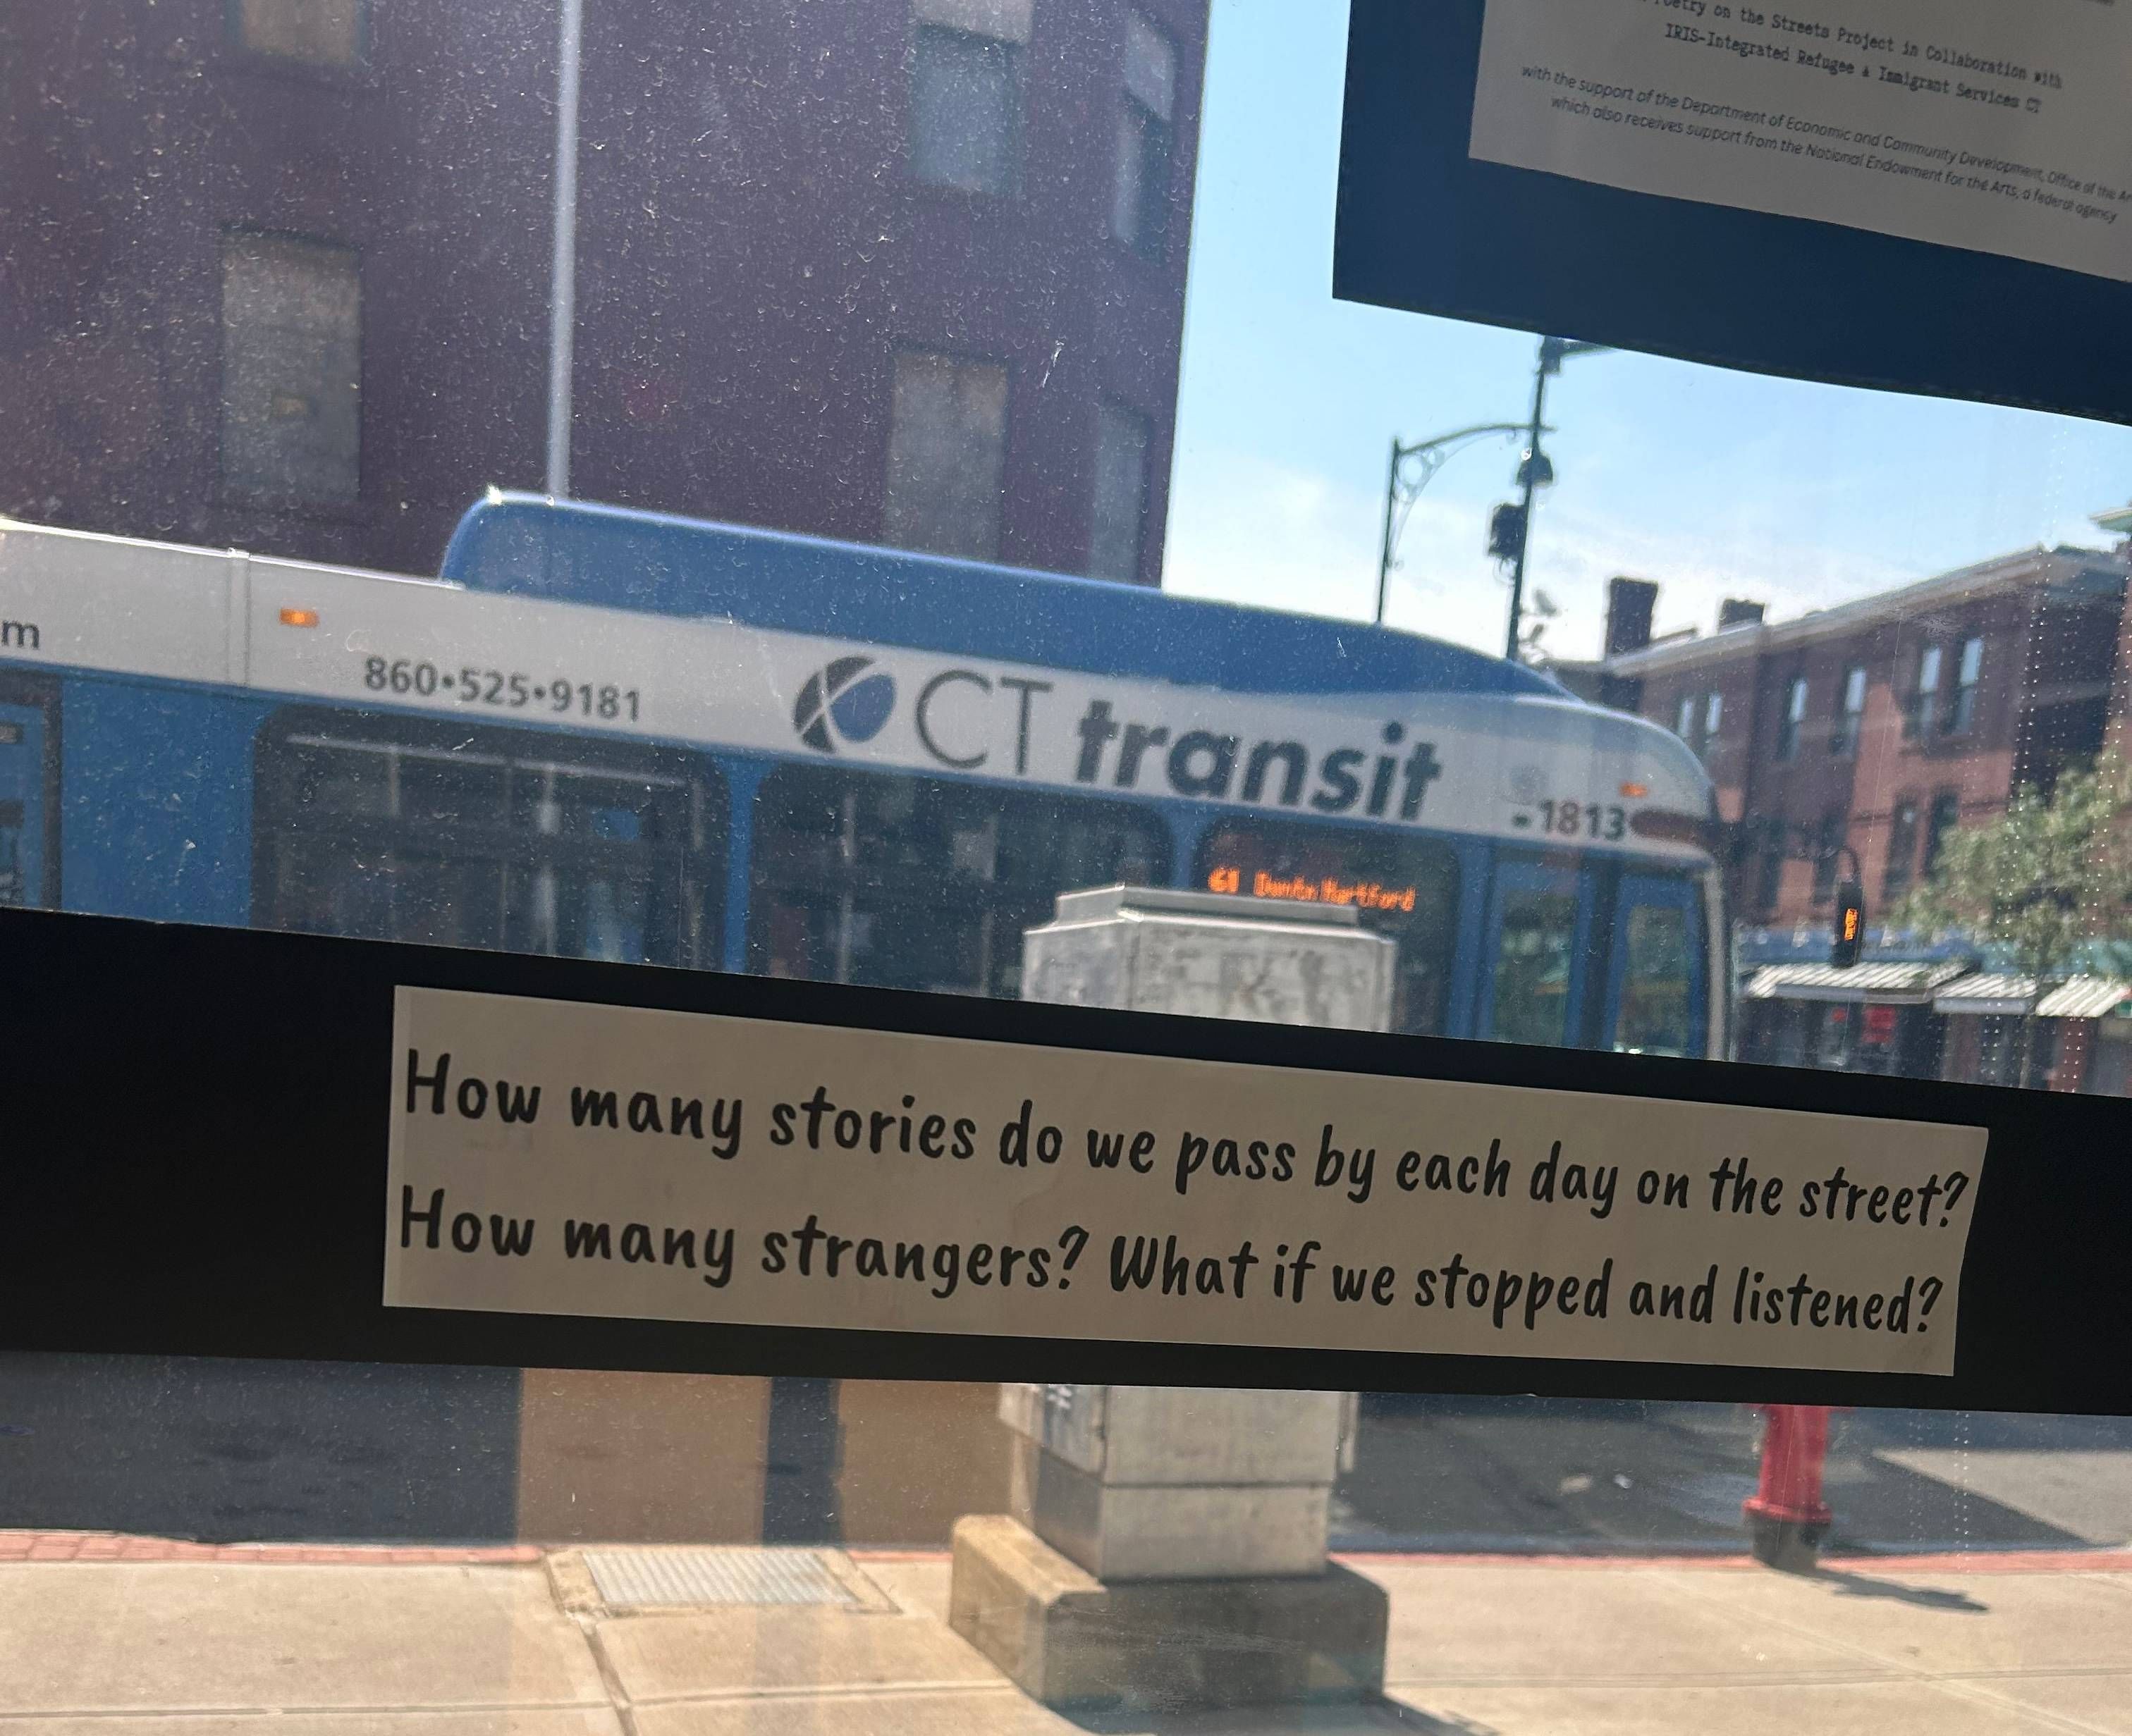 Poetry on the Streets Project in Collaboration with
IRIS-Integrated Refugee & Immigrant Services CT
with the support of the Department of Economic and Community Development, Office of the
which also receives support from the National Endowment for the Arts, a federal agency
m
860•525•9181
CT transit
1813
Hartford
How many stories do we pass by each day on the street?
How many strangers? What if we stopped and listened?